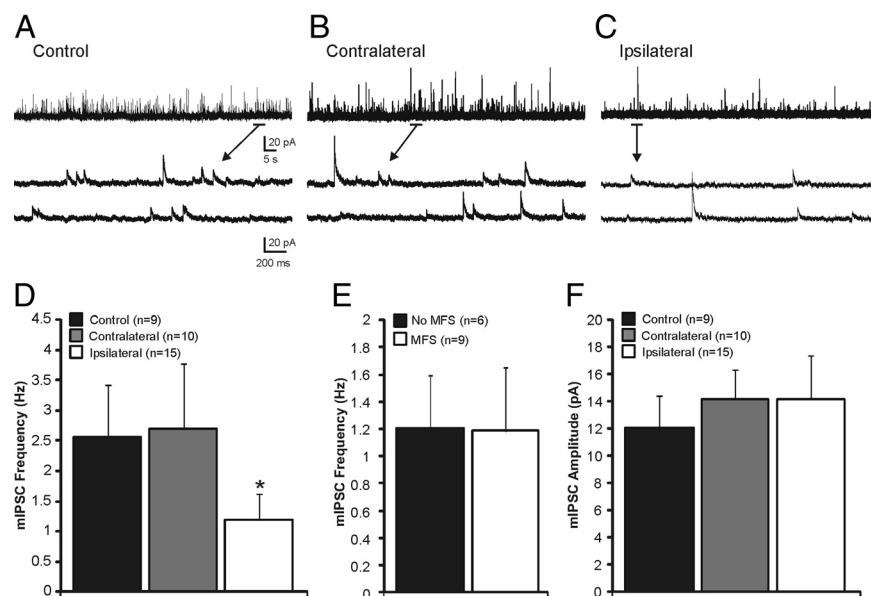 A
Control
B
Contralateral
C
Ipsilateral
20 pA
5 s
20 pA
200 ms
D
mIPSC Frequency (Hz)
4.5
4
3.5
3
2.5
2
1.5
1
0.5
0
Control (n=9)
Contralateral (n=10)
Ipsilateral (n=15)
*
E
mIPSC Frequency (Hz)
2
1.8
1.6
1.4
1.2
1
0.8
0.6
0.4
0.2
0
No MFS (n=6)
MFS (n=9)
F
mIPSC Amplitude (pA)
20
18
16
14
12
10
8
6
4
2
0
Control (n=9)
Contralateral (n=10)
Ipsilateral (n=15)